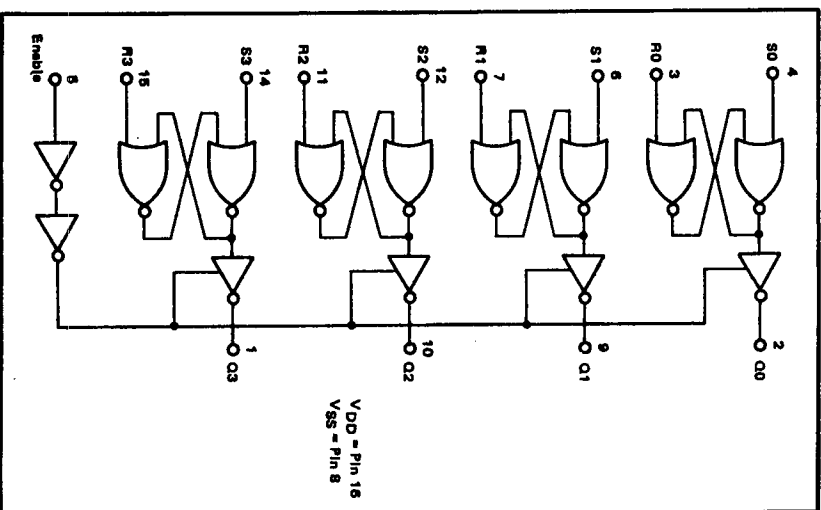 4
S0
2
Q0
3
R0
6
S1
9
Q1
7
R1
12
S2
10
Q2
VDD = Pin 16
VSS = Pin 8
11
R2
14
S3
1
Q3
15
R3
5
Enable